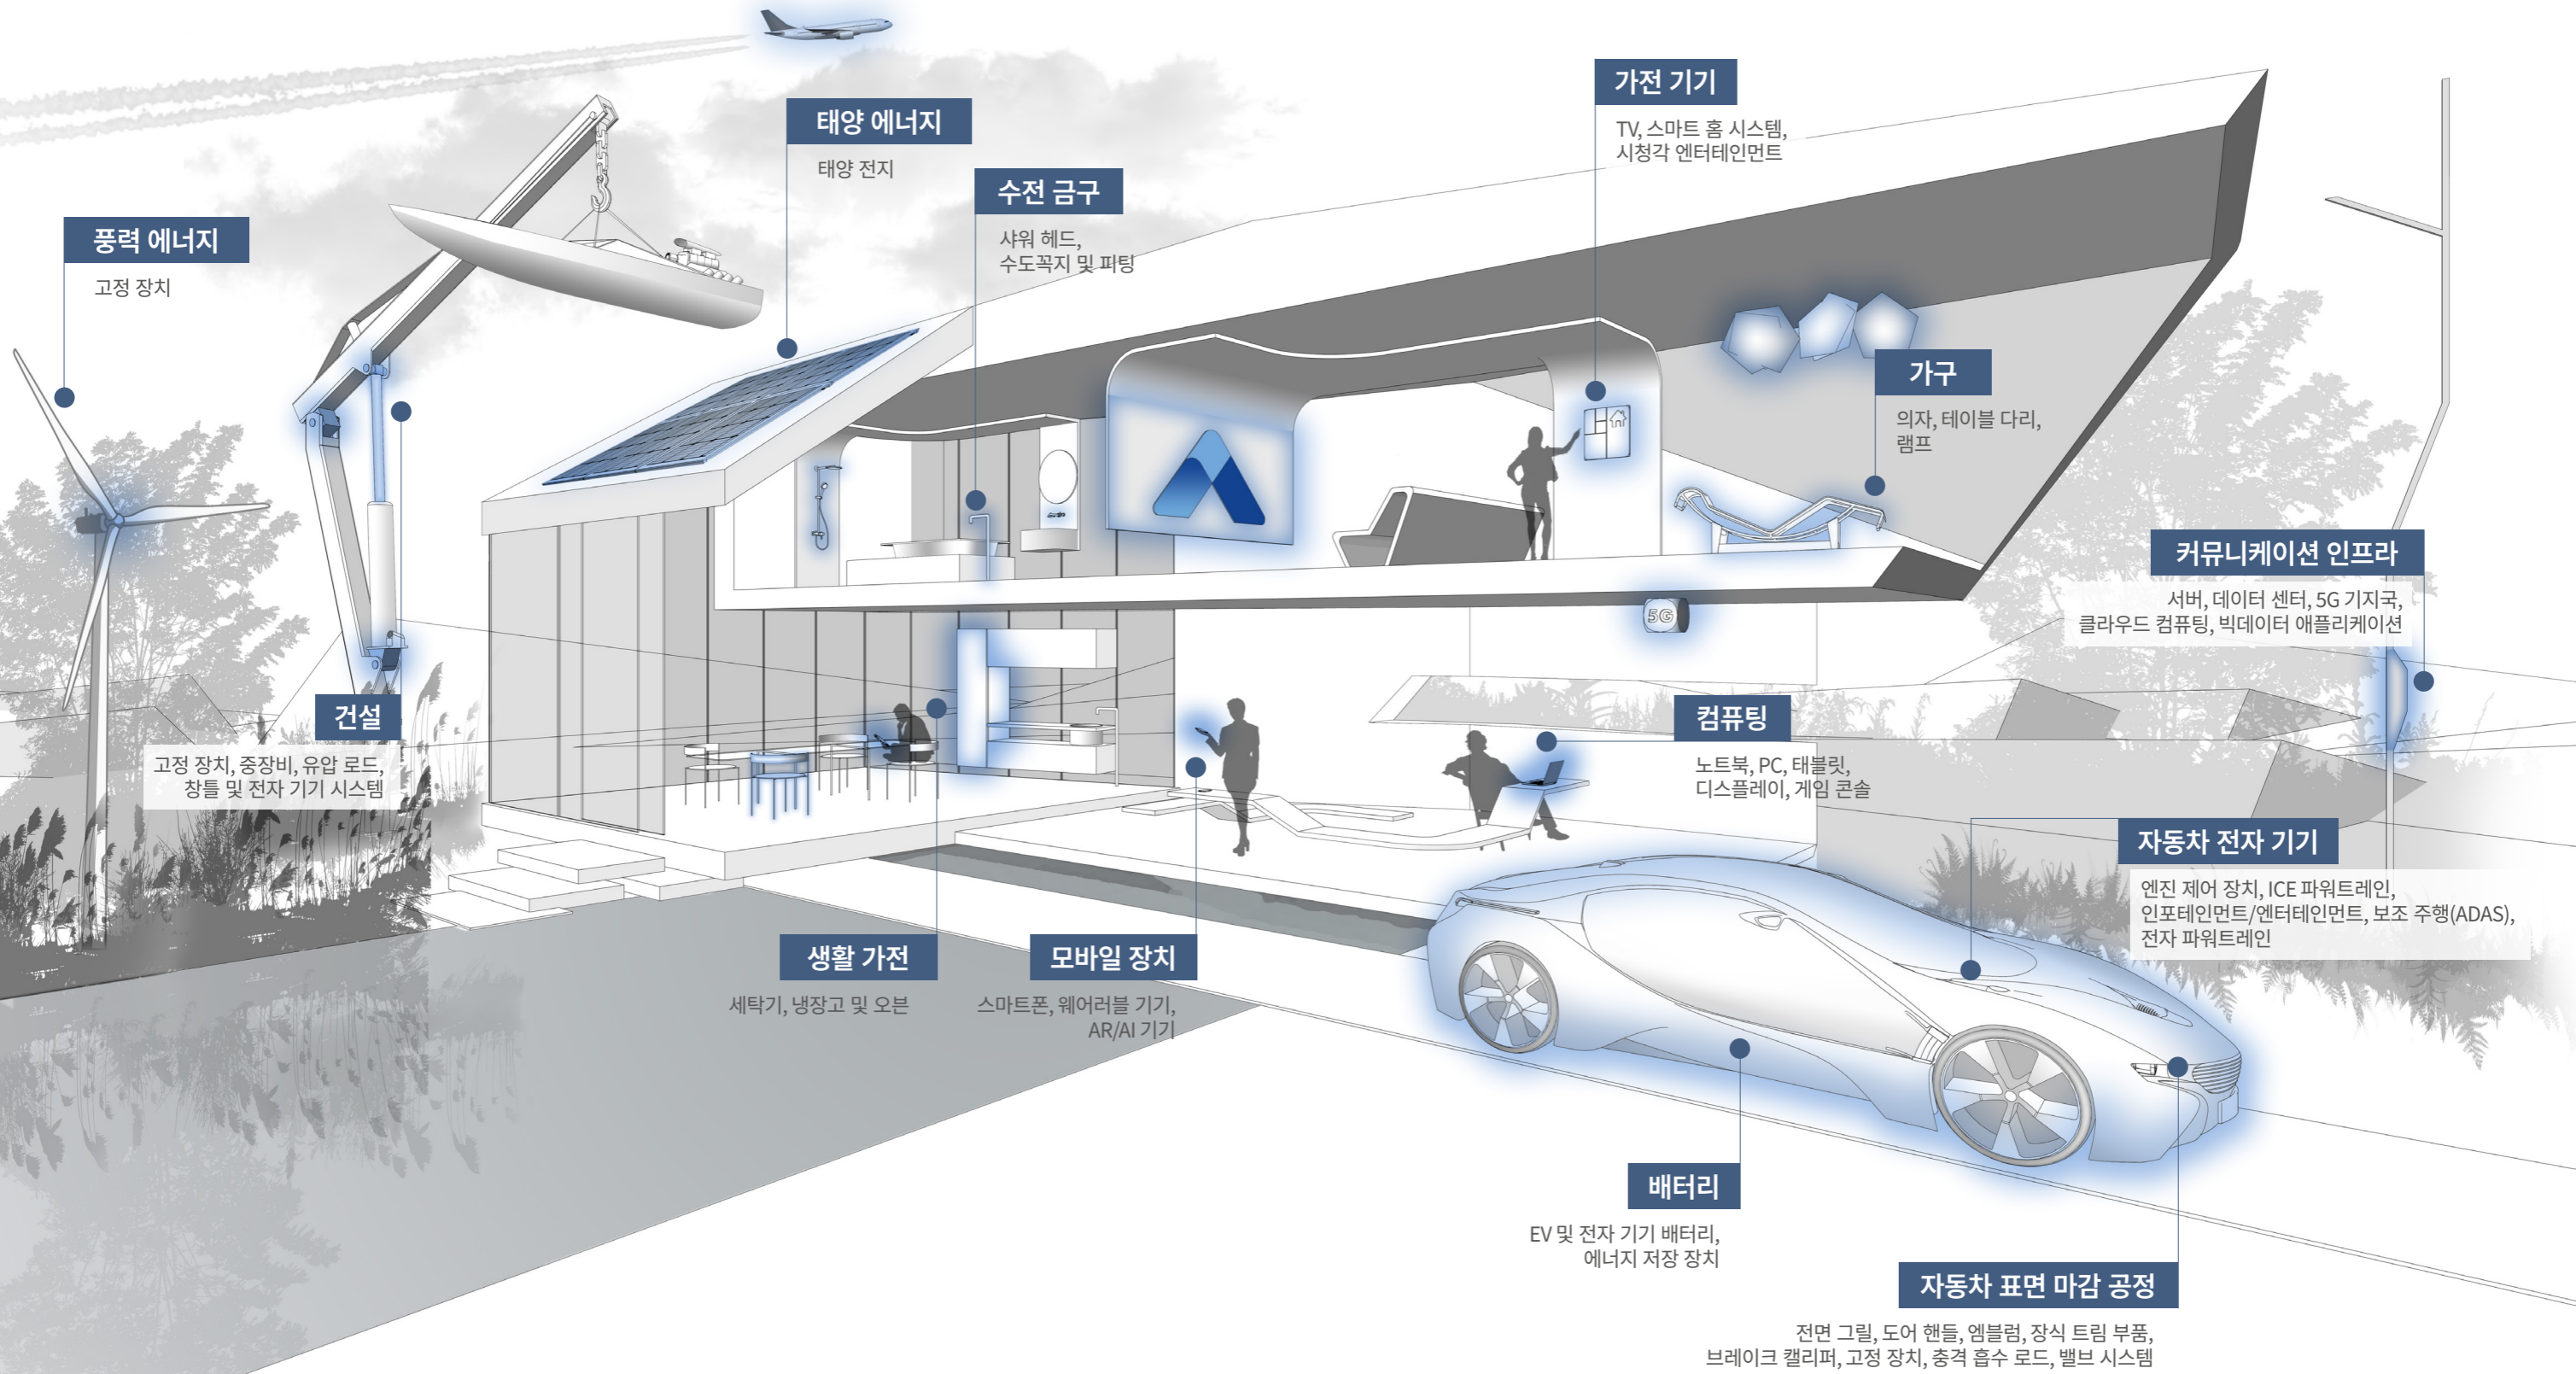 가전 기기
TV, 스마트 홈 시스템,
시청각 엔터테인먼트
태양 에너지
태양 전지
수전 금구
샤워 헤드,
수도꼭지 및 피팅
풍력 에너지
고정 장치
가구
의자, 테이블 다리,
램프
커뮤니케이션 인프라
서버, 데이터 센터, 5G 기지국,
클라우드 컴퓨팅, 빅데이터 애플리케이션
5G
건설
고정 장치, 중장비, 유압 로드,
창틀 및 전자 기기 시스템
컴퓨팅
노트북, PC, 태블릿,
디스플레이, 게임 콘솔
자동차 전자 기기
엔진 제어 장치, ICE 파워트레인,
인포테인먼트/엔터테인먼트, 보조 주행(ADAS),
전자 파워트레인
생활 가전
세탁기, 냉장고 및 오븐
모바일 장치
스마트폰, 웨어러블 기기,
AR/AI 기기
배터리
EV 및 전자 기기 배터리,
에너지 저장 장치
자동차 표면 마감 공정
전면 그릴, 도어 핸들, 엠블럼, 장식 트림 부품,
브레이크 캘리퍼, 고정 장치, 충격 흡수 로드, 밸브 시스템